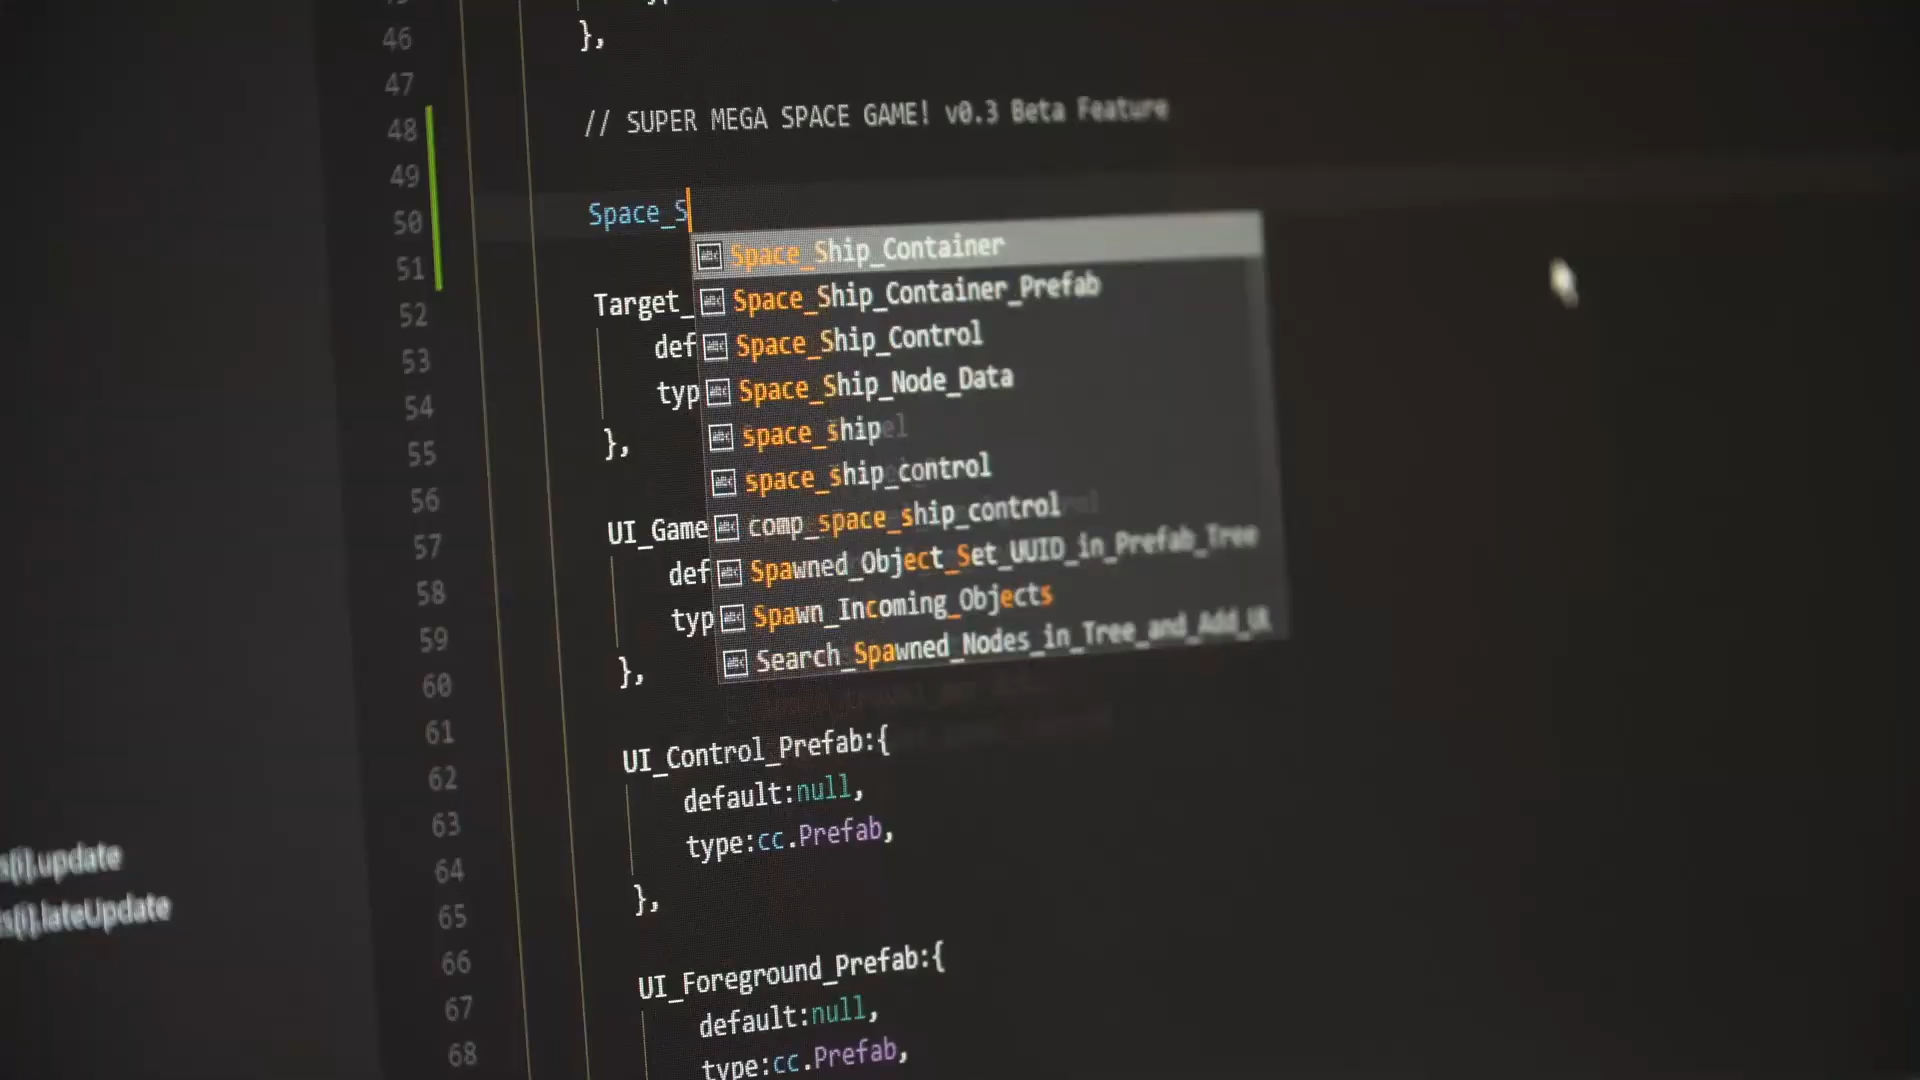 46 },
47
48 // SUPER MEGA SPACE GAME! v0.3 Beta Feature
49
50 Space_S
Space_Ship_Container
51
Space_Ship_Container_Prefab
52 Target_
Space_Ship_Control
53 def
Space_Ship_Node_Data
54 typ
space_ship
55 },
space_ship_control
56
comp_space_ship_control
57 UI_Game
Spawned_Object_Set_UUID_in_Prefab_Tree
58 def
Spawn_Incoming_Objects
59 typ
Search_Spawned_Nodes_in_Tree_and_Add_UI
60 },
61
62 UI_Control_Prefab:{
63 default:null,
64 type:cc.Prefab,
65 },
66
67 UI_Foreground_Prefab:{
68 default:null,
type:cc.Prefab,
s[i].update
s[i].lateUpdate